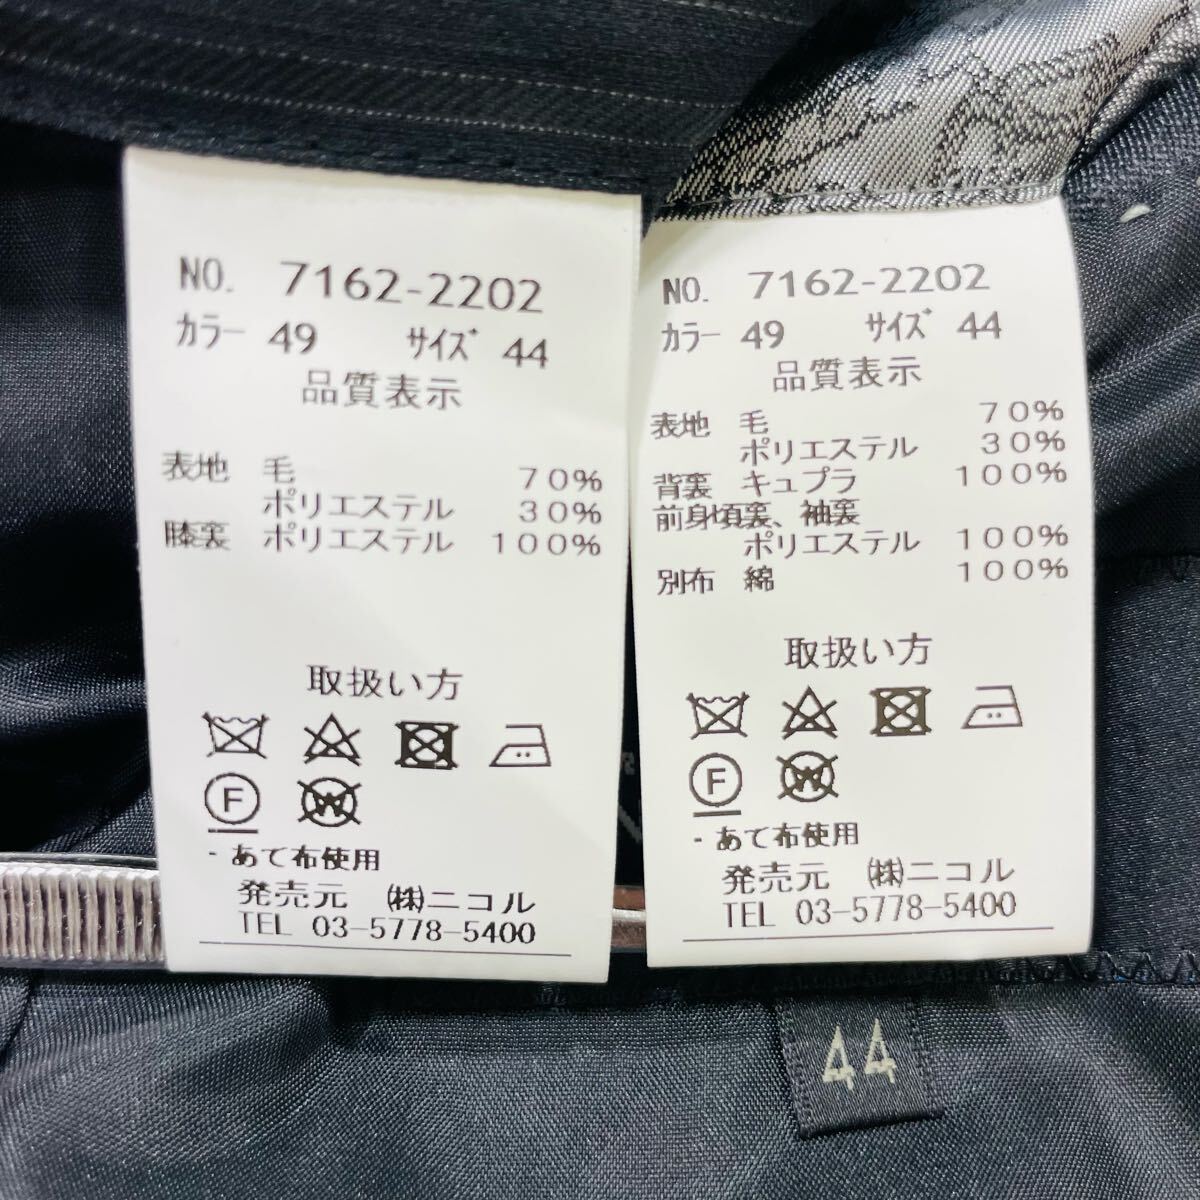 NO. 7162-2202
カラー 49 サイズ 44
品質表示
表地 毛 70%
ポリエステル 30%
膝裏 ポリエステル 100%
取扱い方
F W
- あて布使用
発売元 ㈱ニコル
TEL 03-5778-5400
NO. 7162-2202
カラー 49 サイズ 44
品質表示
表地 毛 70%
ポリエステル 30%
背裏 キュプラ 100%
前身頃裏、袖裏
ポリエステル 100%
別布 綿 100%
取扱い方
F W
- あて布使用
発売元 ㈱ニコル
TEL 03-5778-5400
44